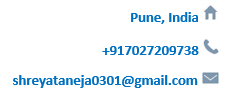 Pune, India
+917027209738
shreyataneja0301@gmail.com